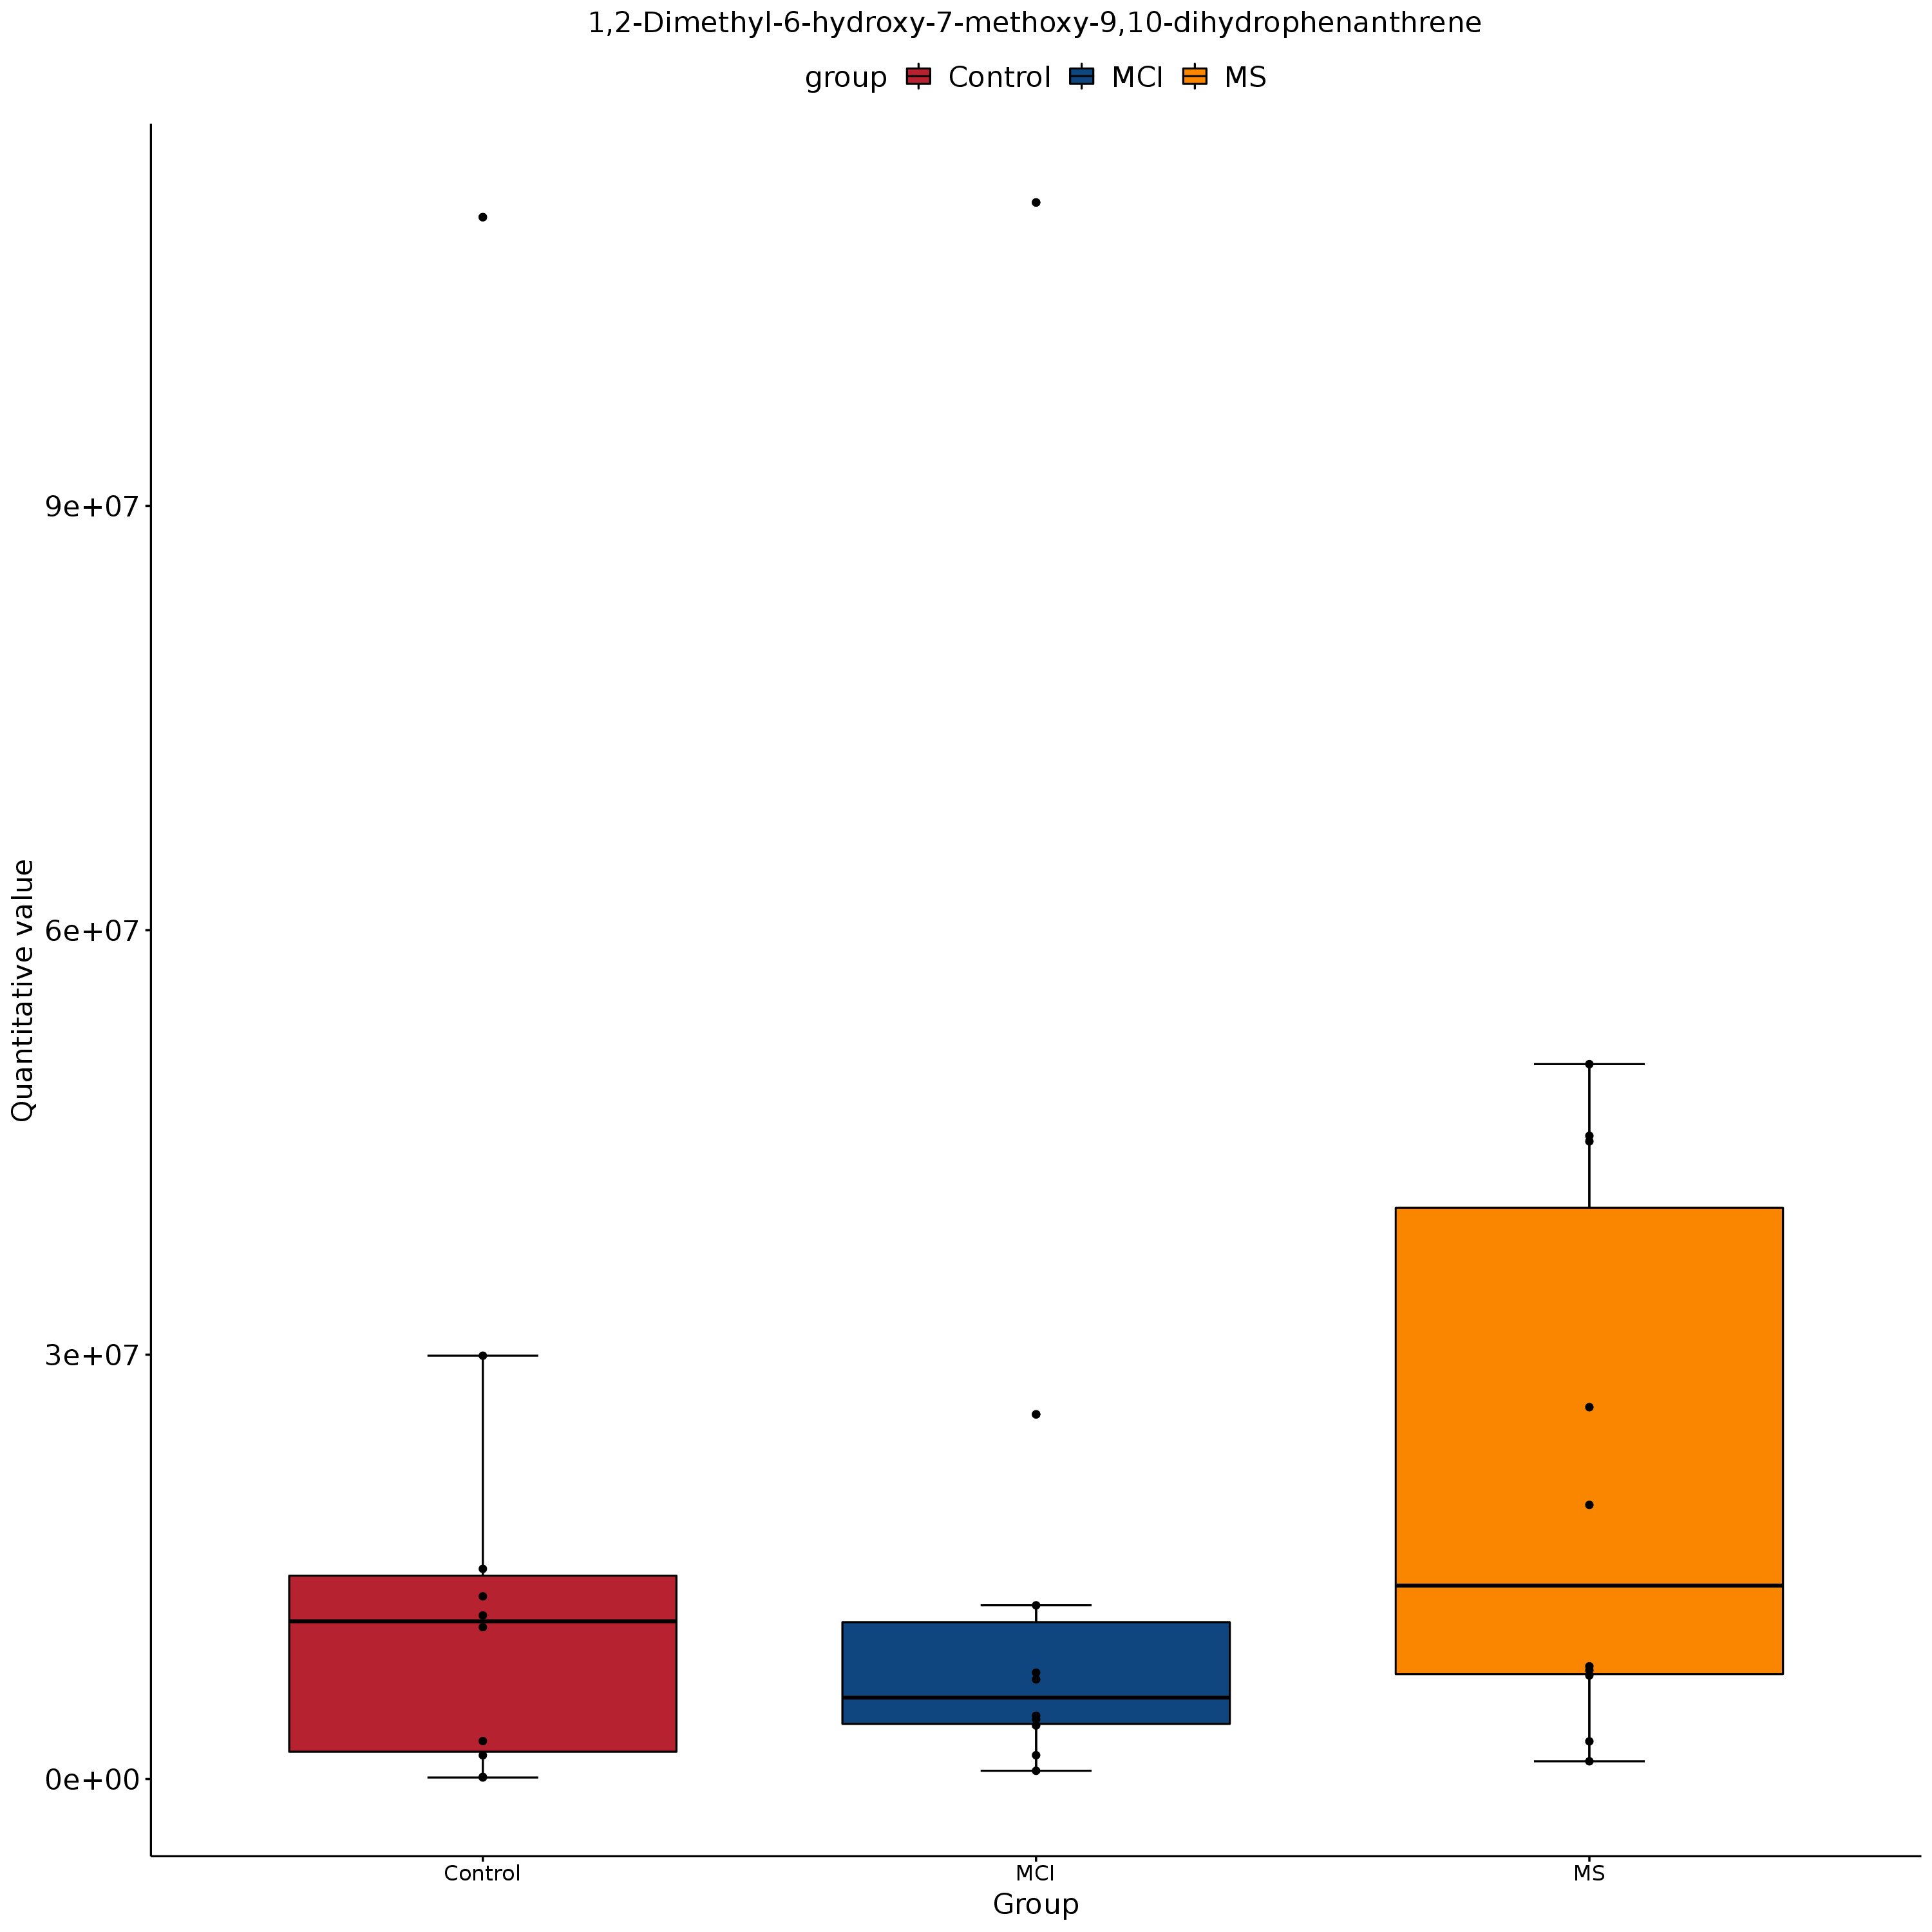 1,2-Dimethyl-6-hydroxy-7-methoxy-9,10-dihydrophenanthrene
group Control MCI MS
9e+07
6e+07
3e+07
0e+00
Quantitative value
Control MCI MS
Group